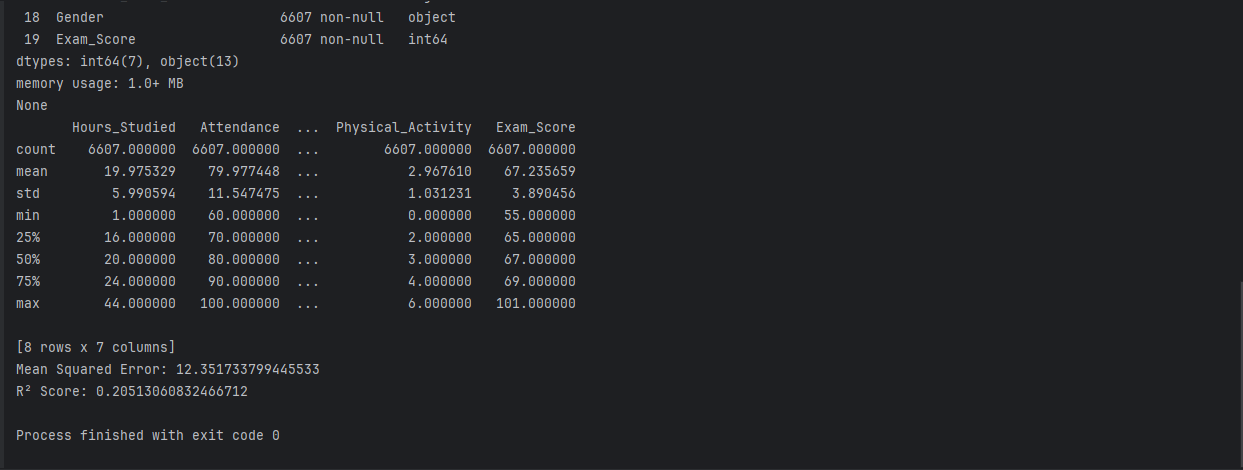 18  Gender                      6607 non-null   object
19  Exam_Score                  6607 non-null   int64
dtypes: int64(7), object(13)
memory usage: 1.0+ MB
None
       Hours_Studied   Attendance  ...  Physical_Activity   Exam_Score
count    6607.000000  6607.000000  ...        6607.000000  6607.000000
mean       19.975329    79.977448  ...           2.967610    67.235659
std         5.990594    11.547475  ...           1.031231     3.890456
min         1.000000    60.000000  ...           0.000000    55.000000
25%        16.000000    70.000000  ...           2.000000    65.000000
50%        20.000000    80.000000  ...           3.000000    67.000000
75%        24.000000    90.000000  ...           4.000000    69.000000
max        44.000000   100.000000  ...           6.000000   101.000000
[8 rows x 7 columns]
Mean Squared Error: 12.351733799445533
R² Score: 0.20513060832466712
Process finished with exit code 0